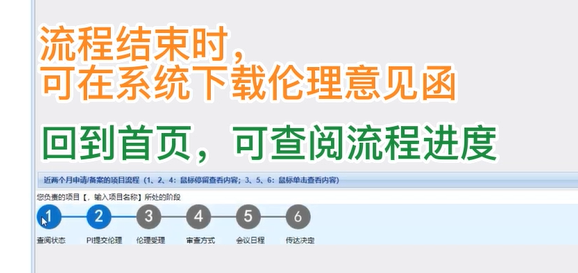 流程结束时，
可在系统下载伦理意见函
回到首页，可查阅流程进度
近两个月申请/备案的项目流程（1、2、4：鼠标停留查看内容；3、5、6：鼠标单击查看内容）
您负责的项目【，输入项目名称】所处的阶段
1 2 3 4 5 6
查阅状态 PI提交伦理 伦理受理 审查方式 会议日程 传达决定